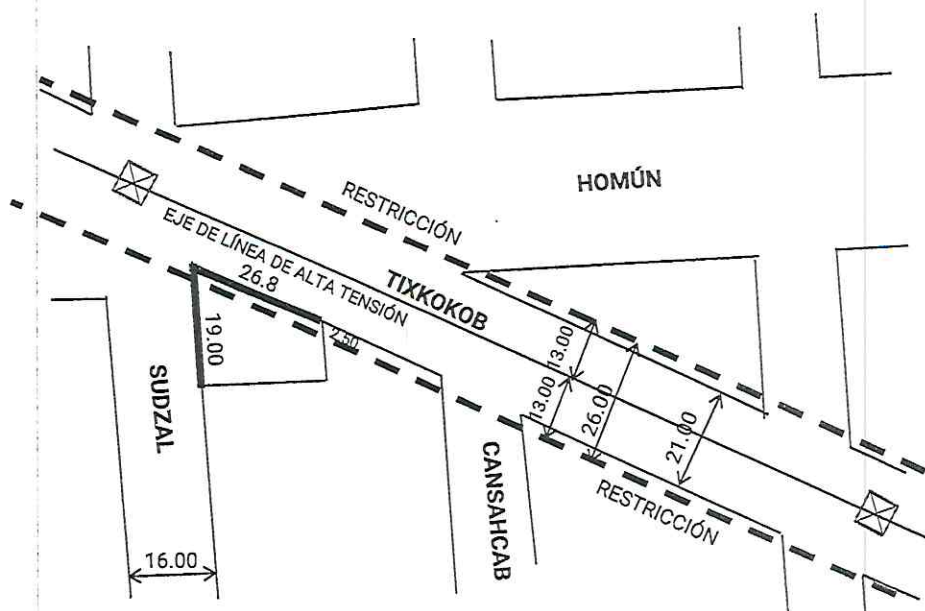 HOMÚN
RESTRICCIÓN
EJE DE LÍNEA DE ALTA TENSIÓN
TIXKOKOB
26.8
2.50
19.00
13.00
13.00
26.00
21.00
SUDZAL
CANSAHCAB
RESTRICCIÓN
16.00